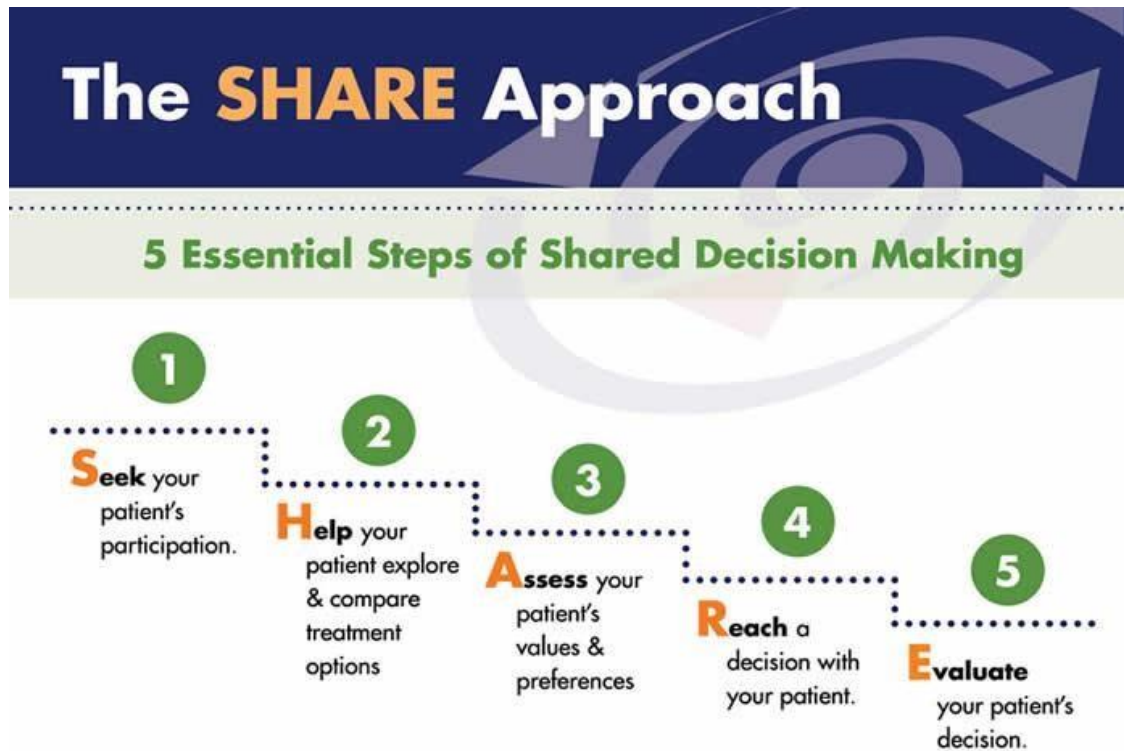 The SHARE Approach
5 Essential Steps of Shared Decision Making
1
Seek your
patient's
participation.
2
Help your
patient explore
& compare
treatment
options
3
Assess your
patient's
values &
preferences
4
Reach a
decision with
your patient.
5
Evaluate
your patient's
decision.